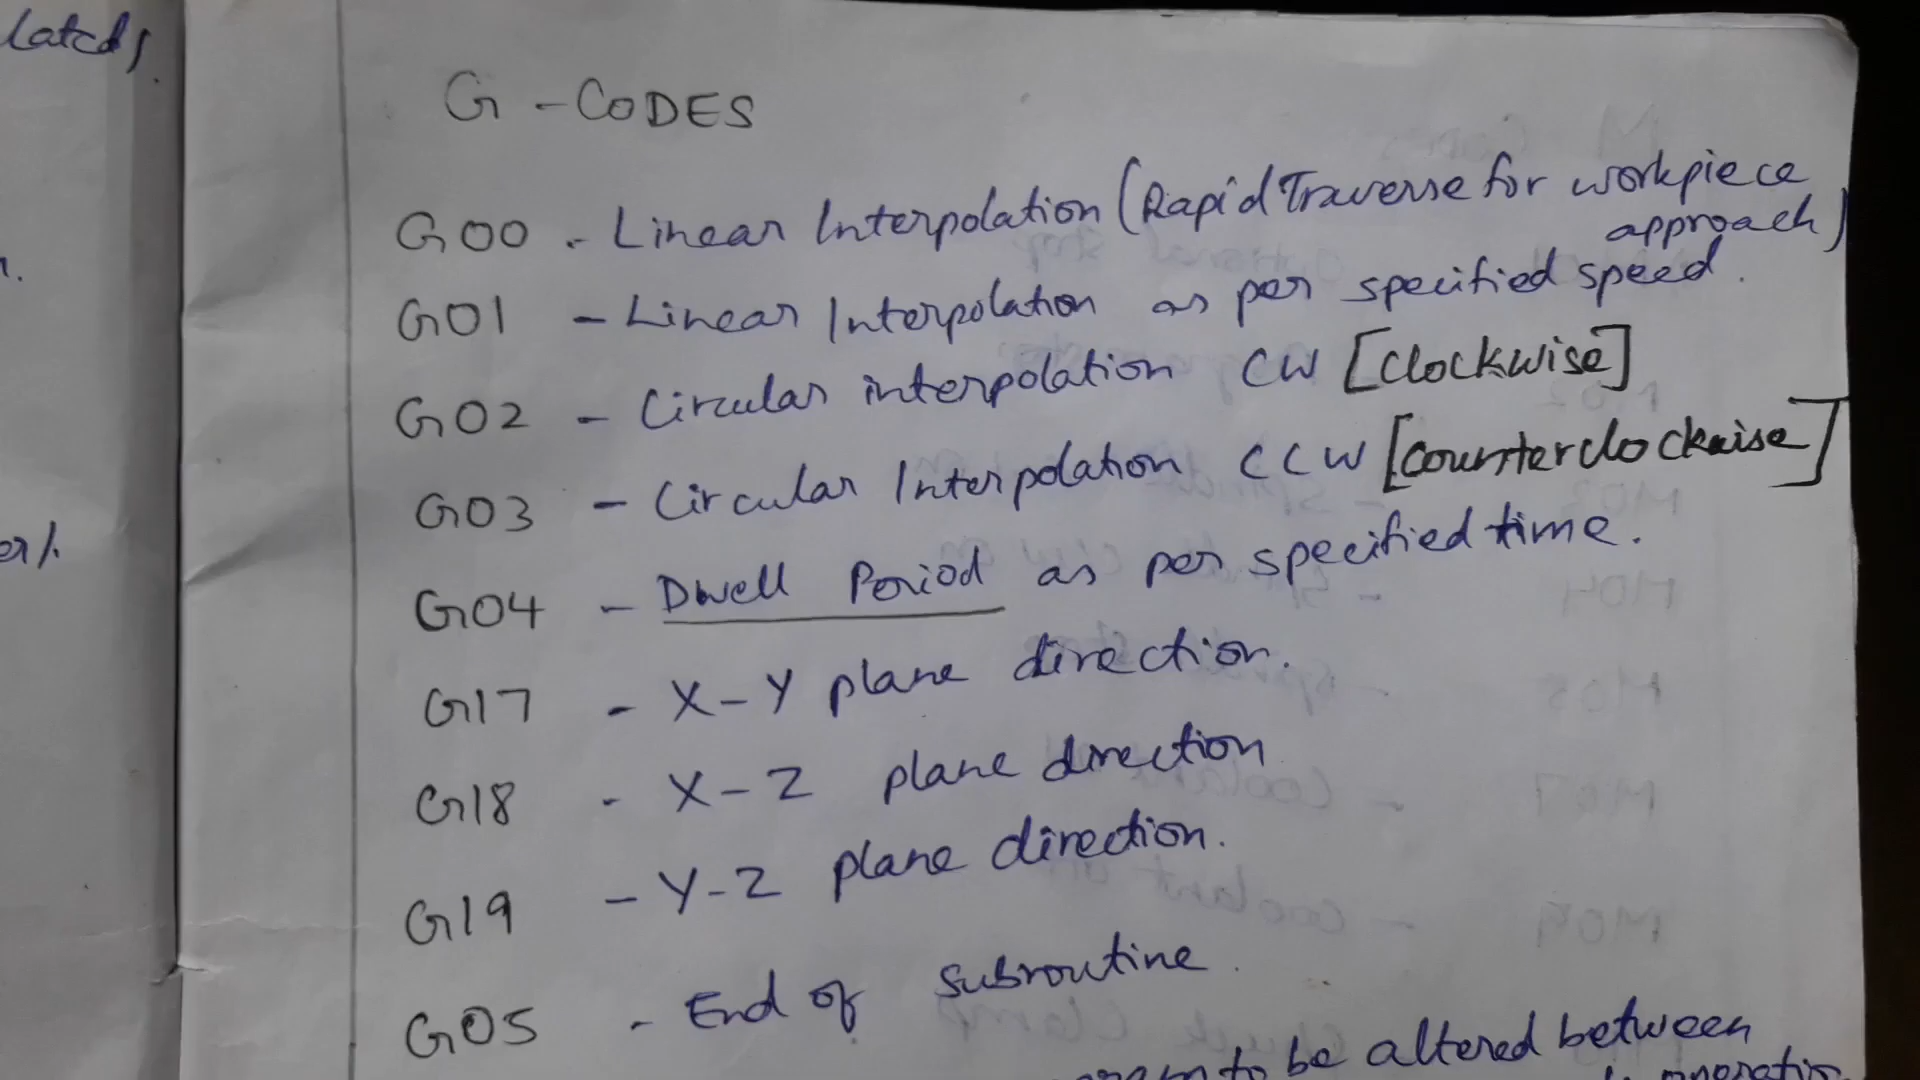 lated,
G-CODES
G00 - Linear Interpolation (Rapid Traverse for workpiece
approach)
G01 - Linear Interpolation as per specified speed.
G02 - Circular interpolation CW [Clockwise]
G03 - Circular Interpolation CCW [Counterclockwise]
G04 - Dwell Period as per specified time.
G17 - X-Y plane direction.
G18 - X-Z plane direction
G19 - Y-Z plane direction.
G05 - End of subroutine.
to be altered between